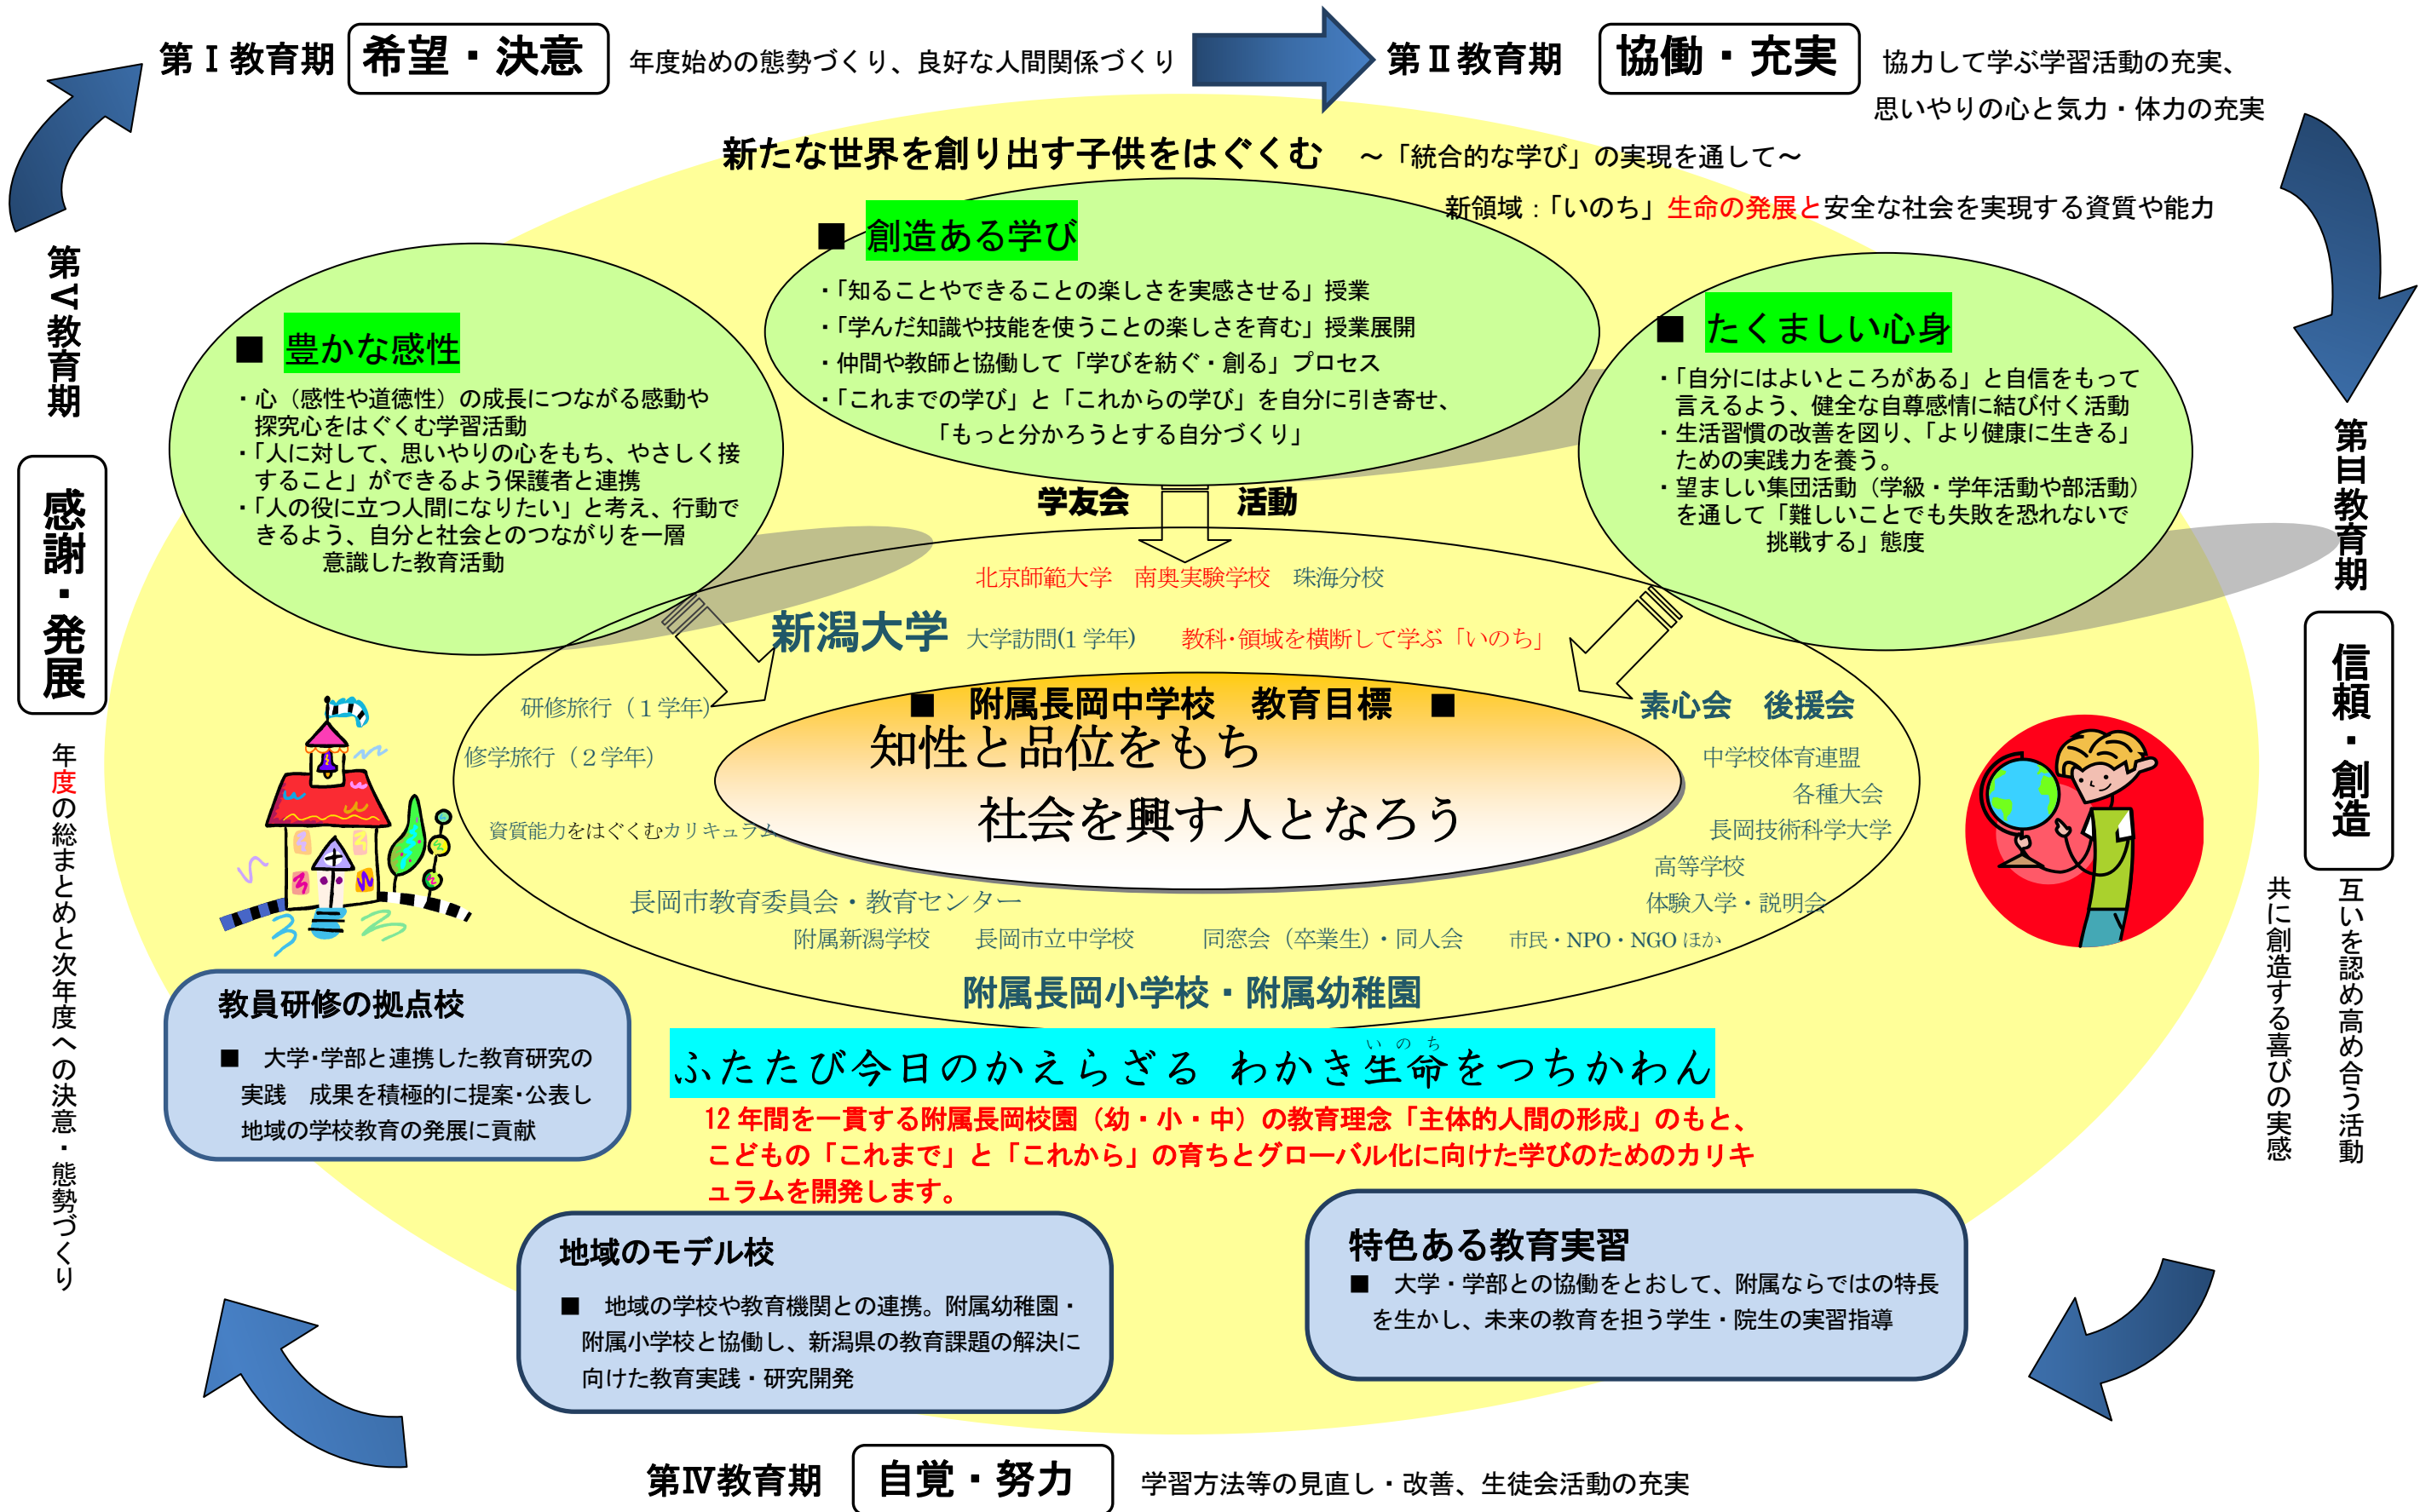 第Ⅰ教育期 希望・決意 年度始めの態勢づくり、良好な人間関係づくり
第Ⅱ教育期 協働・充実 協力して学ぶ学習活動の充実、
思いやりの心と気力・体力の充実
新たな世界を創り出す子供をはぐくむ ～「統合的な学び」の実現を通して～
新領域：「いのち」生命の発展と安全な社会を実現する資質や能力
■ 創造ある学び
・「知ることやできることの楽しさを実感させる」授業
・「学んだ知識や技能を使うことの楽しさを育む」授業展開
・仲間や教師と協働して「学びを紡ぐ・創る」プロセス
・「これまでの学び」と「これからの学び」を自分に引き寄せ、
「もっと分かろうとする自分づくり」
■ 豊かな感性
・心（感性や道徳性）の成長につながる感動や
探究心をはぐくむ学習活動
・「人に対して、思いやりの心をもち、やさしく接
すること」ができるよう保護者と連携
・「人の役に立つ人間になりたい」と考え、行動で
きるよう、自分と社会とのつながりを一層
意識した教育活動
■ たくましい心身
・「自分にはよいところがある」と自信をもって
言えるよう、健全な自尊感情に結び付く活動
・生活習慣の改善を図り、「より健康に生きる」
ための実践力を養う。
・望ましい集団活動（学級・学年活動や部活動）
を通して「難しいことでも失敗を恐れないで
挑戦する」態度
学友会 活動
北京師範大学 南奥実験学校 珠海分校
新潟大学 大学訪問(1 学年) 教科・領域を横断して学ぶ「いのち」
研修旅行（１学年）
修学旅行（２学年）
資質能力をはぐくむカリキュラム
■ 附属長岡中学校 教育目標 ■
知性と品位をもち
社会を興す人となろう
素心会 後援会
中学校体育連盟
各種大会
長岡技術科学大学
高等学校
体験入学・説明会
長岡市教育委員会・教育センター
附属新潟学校 長岡市立中学校 同窓会（卒業生）・同人会 市民・NPO・NGO ほか
附属長岡小学校・附属幼稚園
いのち
ふたたび今日のかえらざる わかき生命をつちかわん
12 年間を一貫する附属長岡校園（幼・小・中）の教育理念「主体的人間の形成」のもと、
こどもの「これまで」と「これから」の育ちとグローバル化に向けた学びのためのカリキ
ュラムを開発します。
教員研修の拠点校
■ 大学・学部と連携した教育研究の
実践 成果を積極的に提案・公表し
地域の学校教育の発展に貢献
地域のモデル校
■ 地域の学校や教育機関との連携。附属幼稚園・
附属小学校と協働し、新潟県の教育課題の解決に
向けた教育実践・研究開発
特色ある教育実習
■ 大学・学部との協働をとおして、附属ならではの特長
を生かし、未来の教育を担う学生・院生の実習指導
第目教育期
信頼・創造
互いを認め高め合う活動
共に創造する喜びの実感
第Ⅳ教育期 自覚・努力 学習方法等の見直し・改善、生徒会活動の充実
第Ⅴ教育期
感謝・発展
年度の総まとめと次年度への決意・態勢づくり